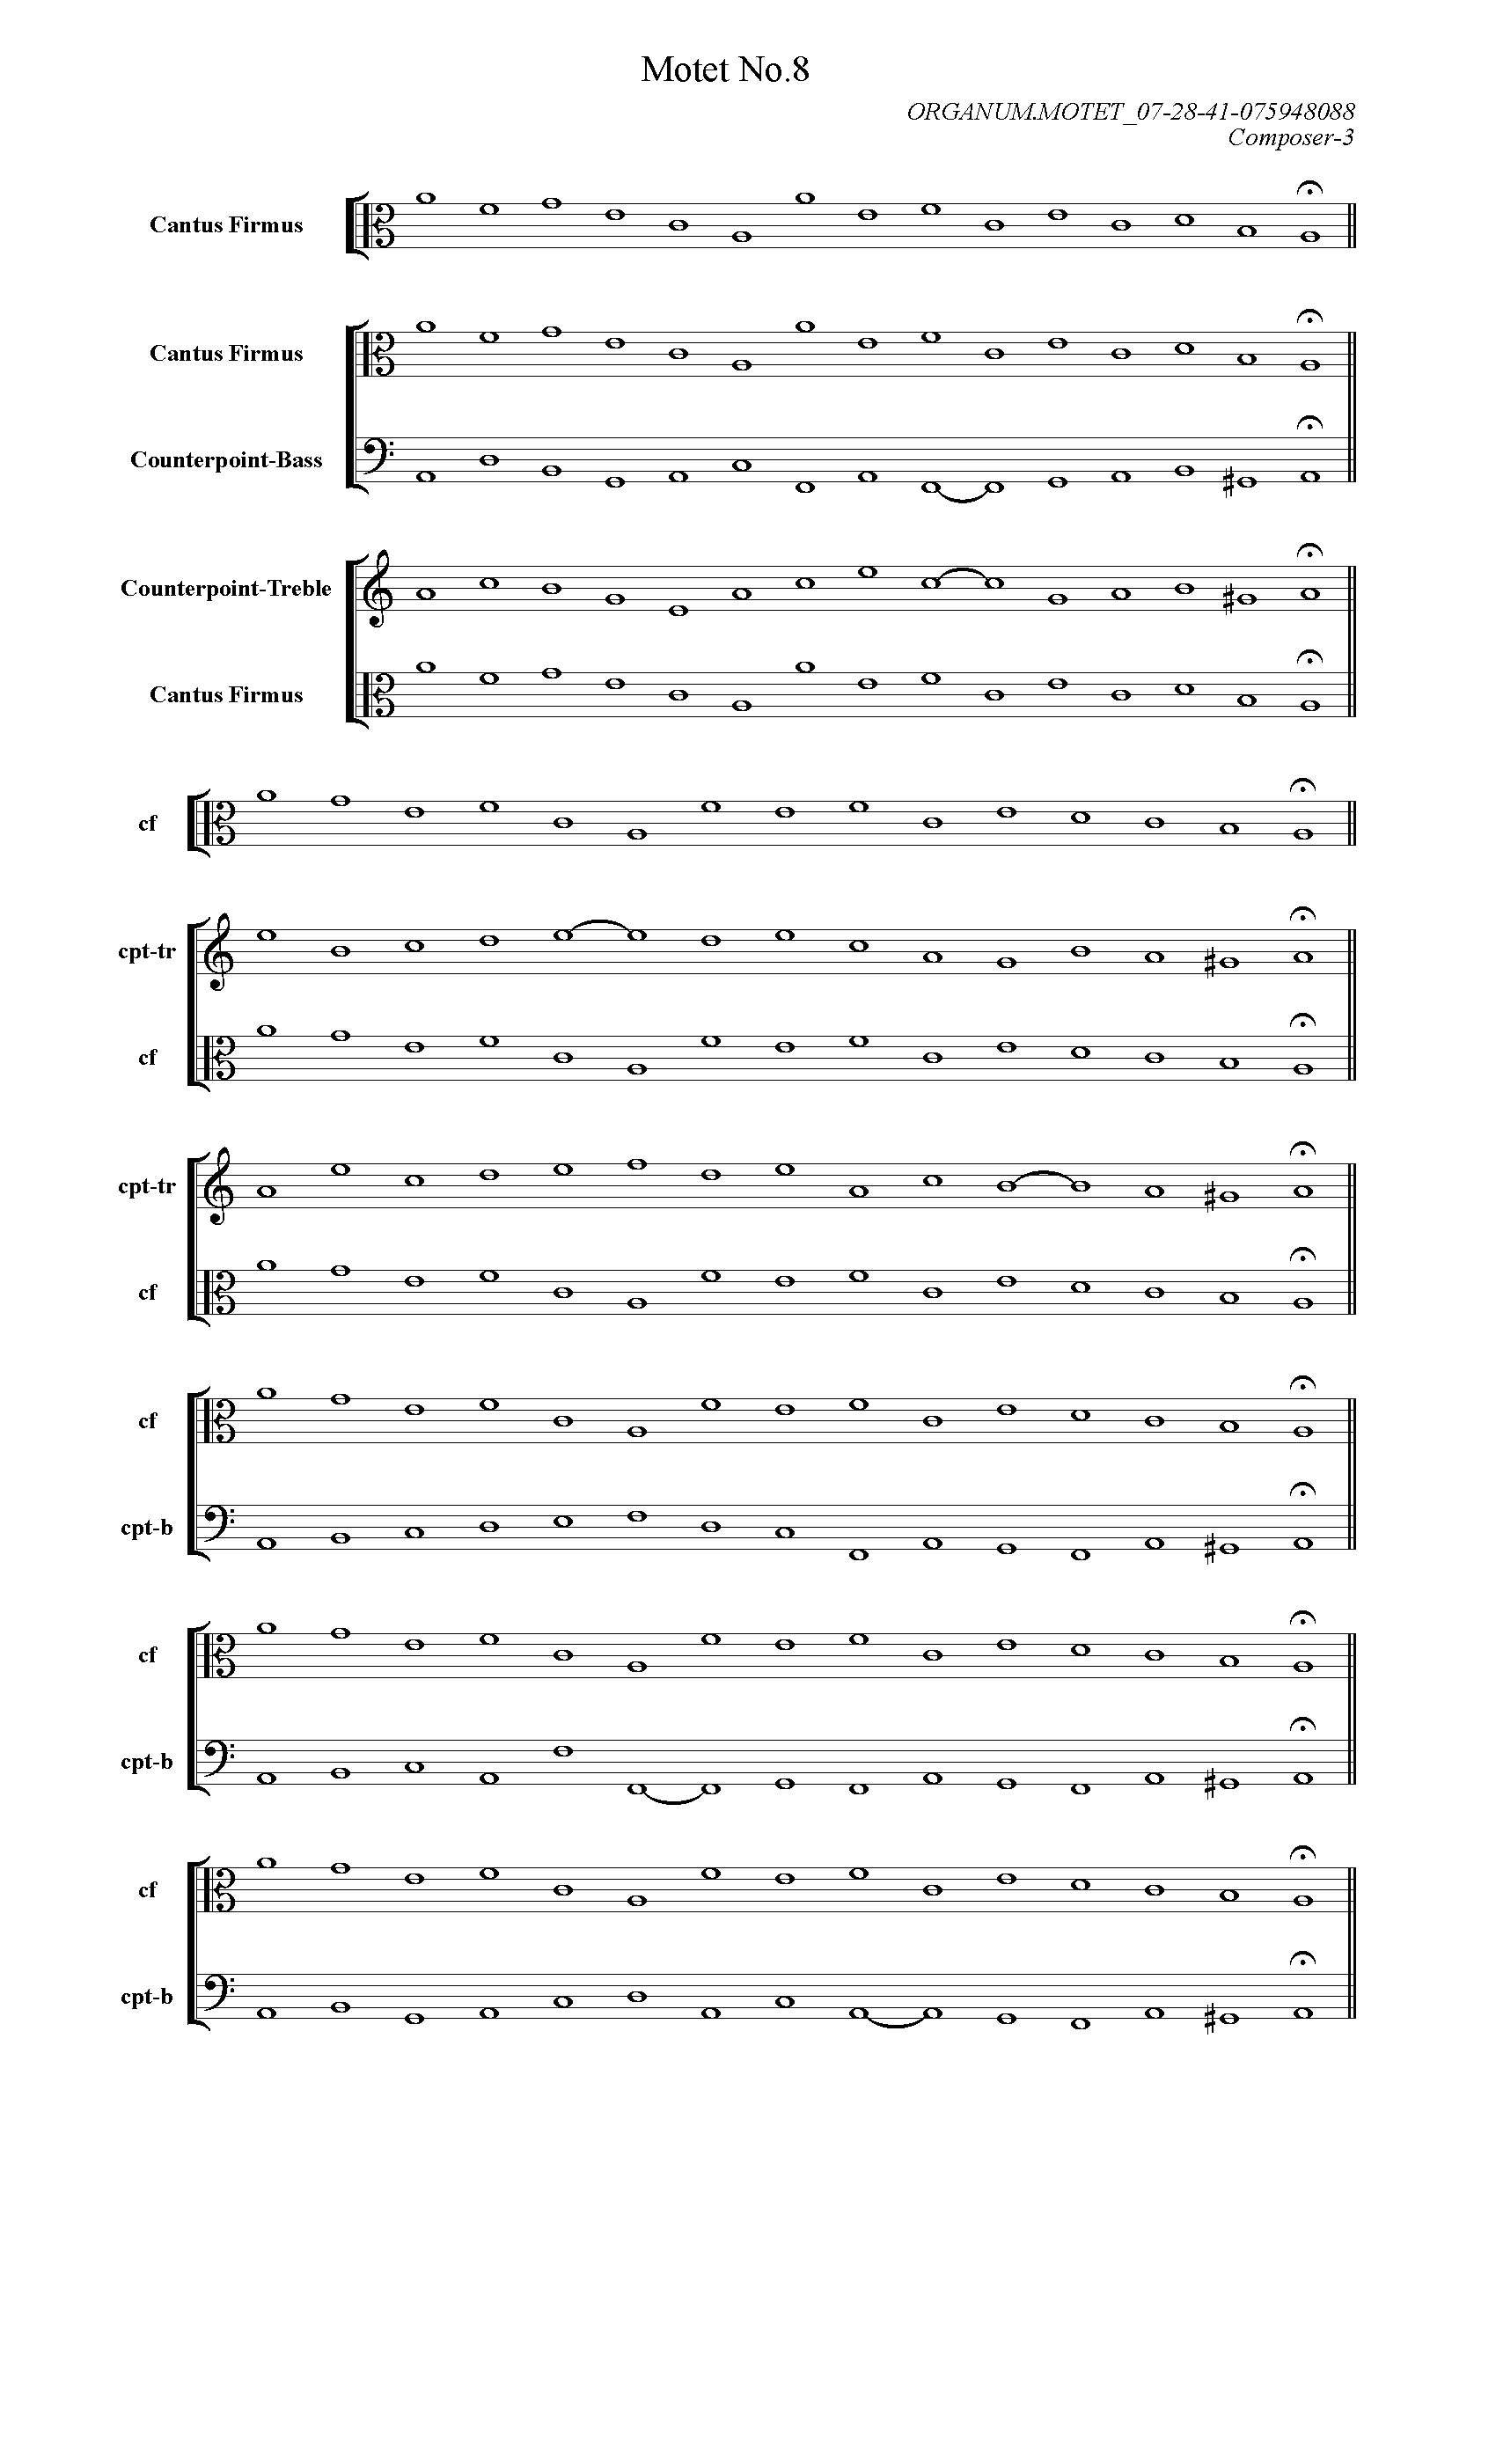 Motet No.8
ORGANUM.MOTET_07-28-41-075948088
Composer-3
Cantus Firmus
Cantus Firmus
Counterpoint-Bass
Counterpoint-Treble
Cantus Firmus
cf
cpt-tr
cf
cpt-tr
cf
cf
cpt-b
cf
cpt-b
cf
cpt-b